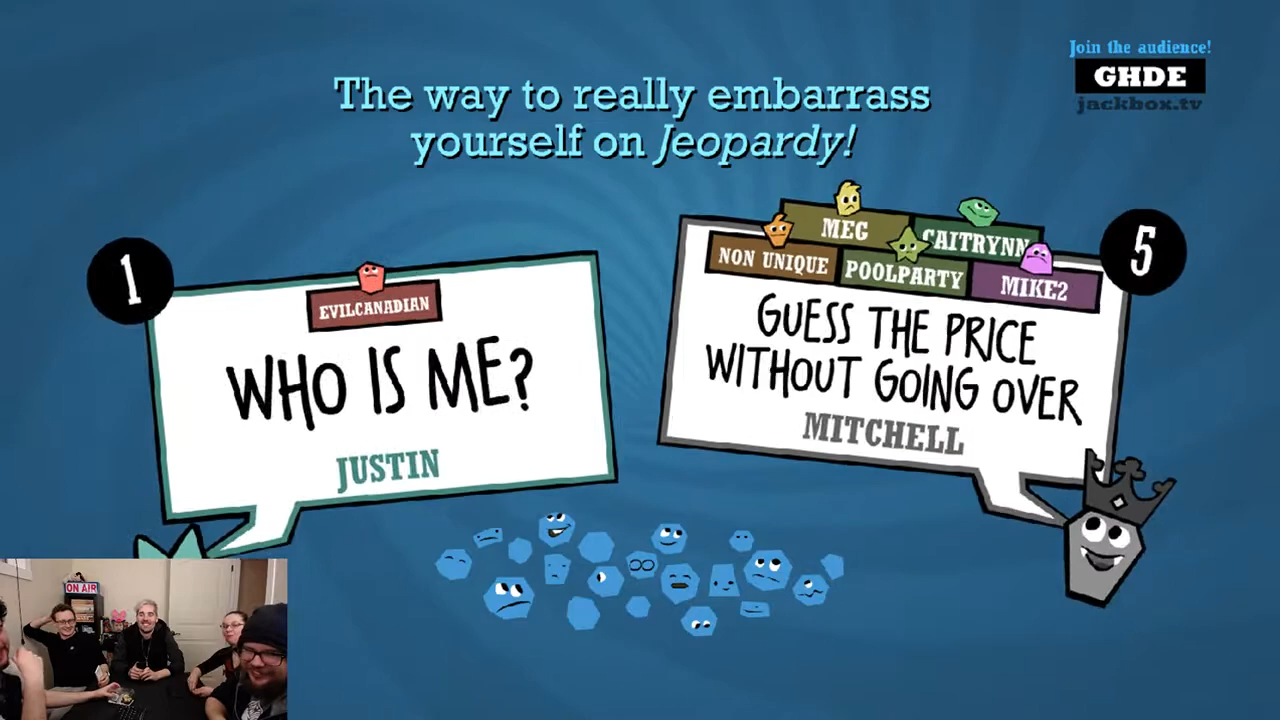 Join the audience!
GHDE
jackbox.tv
The way to really embarrass
yourself on Jeopardy!
1
EVILCANADIAN
WHO IS ME?
JUSTIN
5
MEG
CAITRYNN
NON UNIQUE
POOLPARTY
MIKE2
GUESS THE PRICE
WITHOUT GOING OVER
MITCHELL
ON AIR